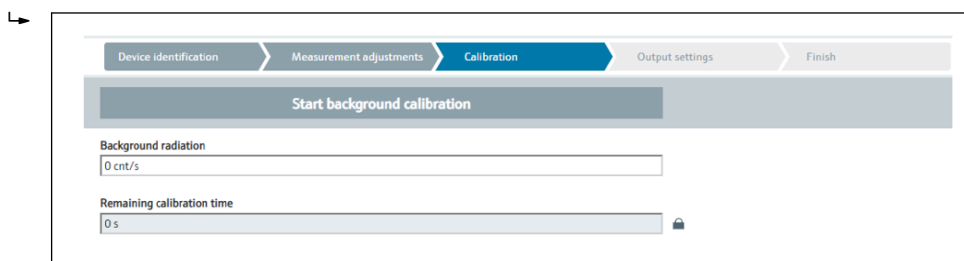 Device identification Measurement adjustments Calibration Output settings Finish
Start background calibration
Background radiation
0 cnt/s
Remaining calibration time
0 s